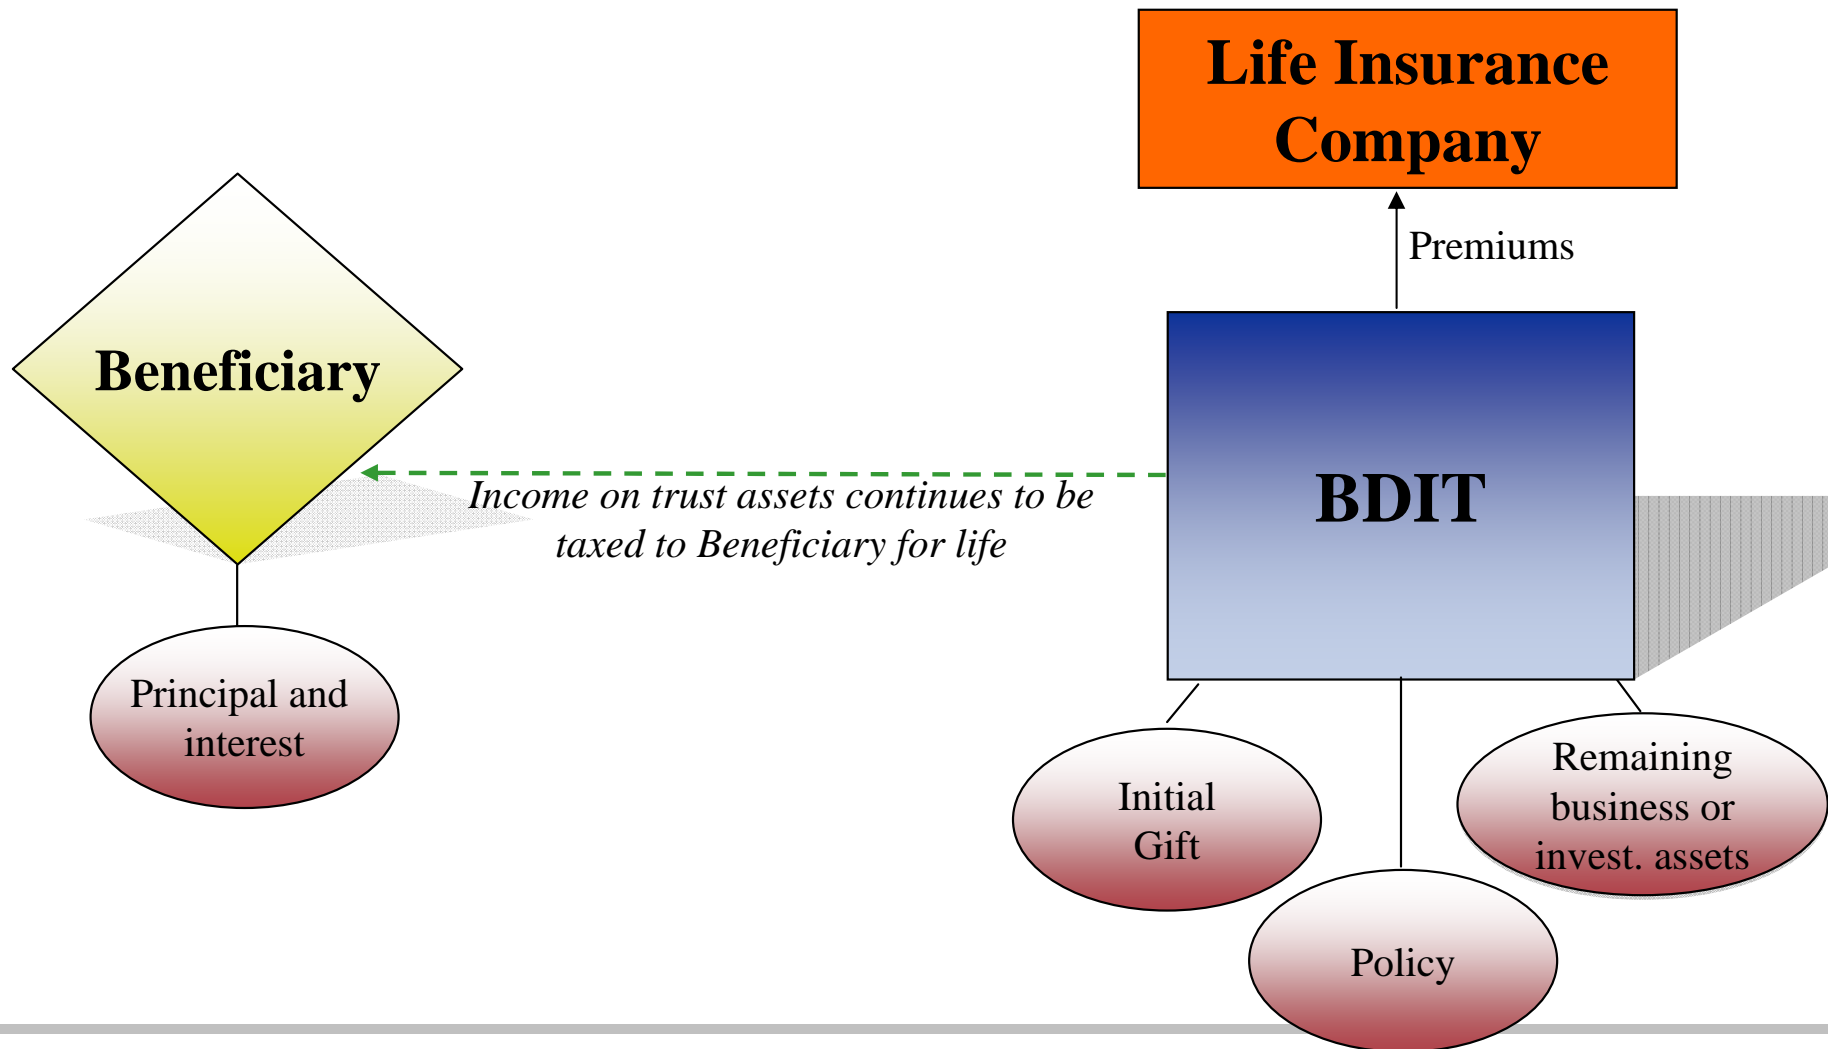 Life Insurance
Company
Premiums
Beneficiary
BDIT
Income on trust assets continues to be
taxed to Beneficiary for life
Principal and
interest
Initial
Gift
Remaining
business or
invest. assets
Policy